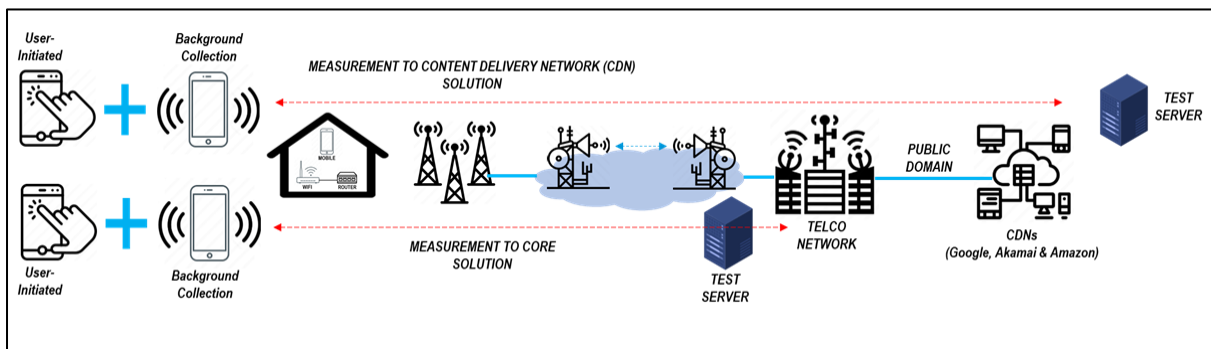 User-
Initiated
Background
Collection
MEASUREMENT TO CONTENT DELIVERY NETWORK (CDN)
SOLUTION
TEST
SERVER
MOBILE
WIFI
ROUTER
PUBLIC
DOMAIN
TELCO
NETWORK
CDNs
(Google, Akamai & Amazon)
MEASUREMENT TO CORE
SOLUTION
TEST
SERVER
User-
Initiated
Background
Collection